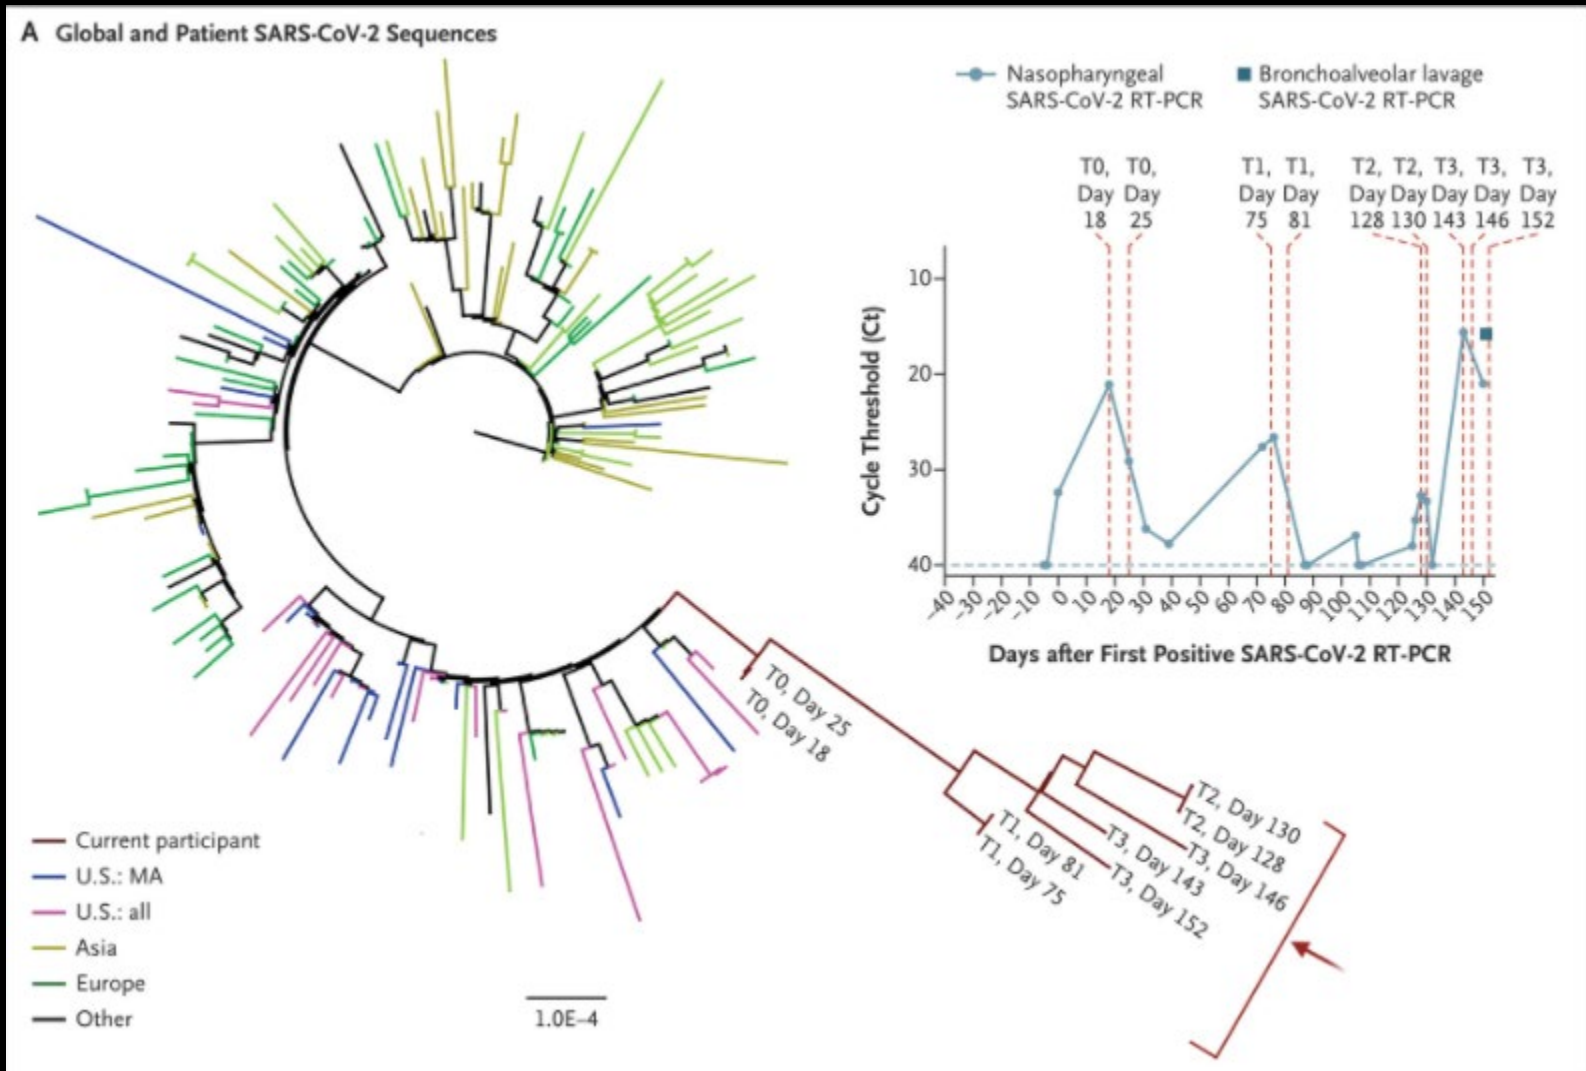 A Global and Patient SARS-CoV-2 Sequences
Nasopharyngeal
SARS-CoV-2 RT-PCR
Bronchoalveolar lavage
SARS-CoV-2 RT-PCR
T0, T0, T1, T1, T2, T2, T3, T3, T3,
Day Day Day Day Day Day Day Day Day
18 25 75 81 128 130 143 146 152
Cycle Threshold (Ct)
10
20
30
40
–40 –30 –20 –10 0 10 20 30 40 50 60 70 80 90 100 110 120 130 140 150
Days after First Positive SARS-CoV-2 RT-PCR
T0, Day 25
T0, Day 18
T2, Day 130
T2, Day 128
T3, Day 146
T3, Day 143
T3, Day 152
T1, Day 81
T1, Day 75
Current participant
U.S.: MA
U.S.: all
Asia
Europe
Other
1.0E–4